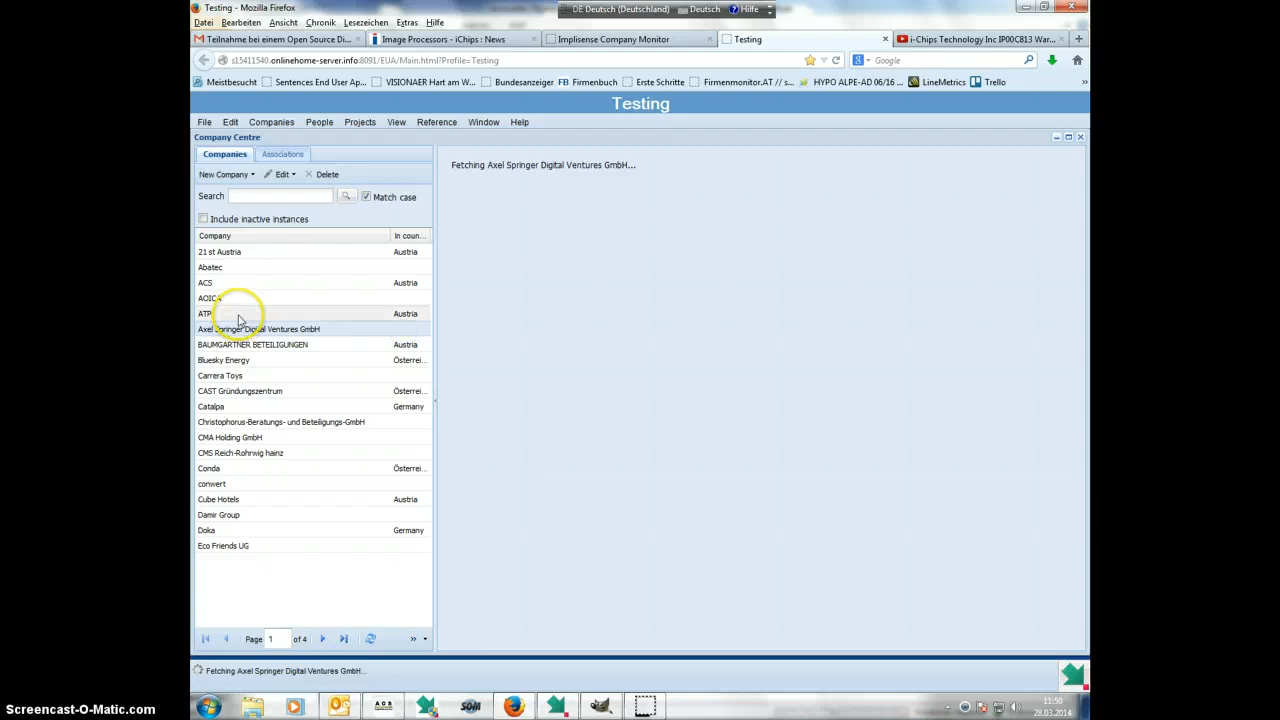 Testing - Mozilla Firefox
DE Deutsch (Deutschland) Deutsch Hilfe
Datei Bearbeiten Ansicht Chronik Lesezeichen Extras Hilfe
Teilnahme bei einem Open Source Di... Image Processors - iChips : News Implisense Company Monitor Testing i-Chips Technology Inc IP00C813 War...
s15411540.onlinehome-server.info:8091/EUA/Main.html?Profile=Testing Google
Meistbesucht Sentences End User Ap... VISIONAER Hart am W... Bundesanzeiger FB Firmenbuch Erste Schritte Firmenmonitor.AT // s... HYPO ALPE-AD 06/16 ... LineMetrics Trello »
Testing
File Edit Companies People Projects View Reference Window Help
Company Centre
Companies Associations
New Company Edit Delete
Fetching Axel Springer Digital Ventures GmbH...
Search Match case
Include inactive instances
Company In coun...
21 st Austria Austria
Abatec
ACS Austria
ATP Austria
Axel Springer Digital Ventures GmbH
BAUMGARTNER BETEILIGUNGEN Austria
Bluesky Energy Österrei...
Carrera Toys
CAST Gründungszentrum Österrei...
Catalpa Germany
Christophorus-Beratungs- und Beteiligungs-GmbH
CMA Holding GmbH
CMS Reich-Rohrwig hainz
Conda Österrei...
conwert
Cube Hotels Austria
Damir Group
Doka Germany
Eco Friends UG
Page 1 of 4 »
Fetching Axel Springer Digital Ventures GmbH...
SOM
11:50
28.03.2014
Screencast-O-Matic.com